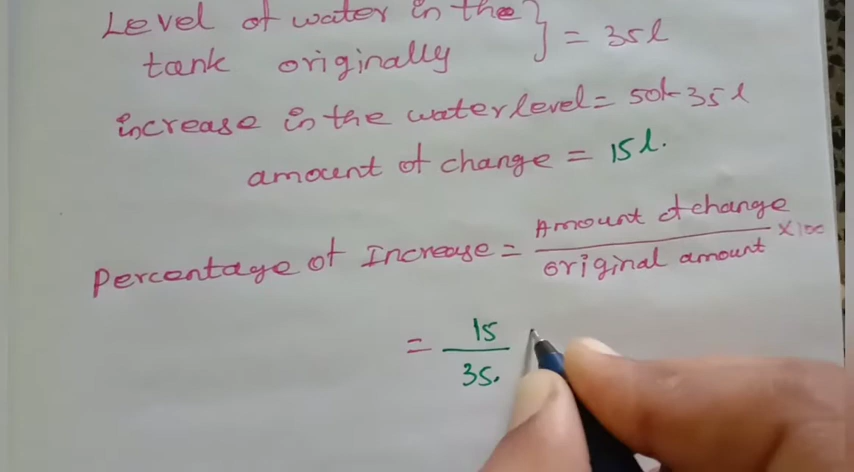 Level of water in the } = 35l
tank originally
increase in the water level = 50l - 35l
amount of change = 15l.
Percentage of Increase = Amount of change / original amount × 100
= 15 / 35.